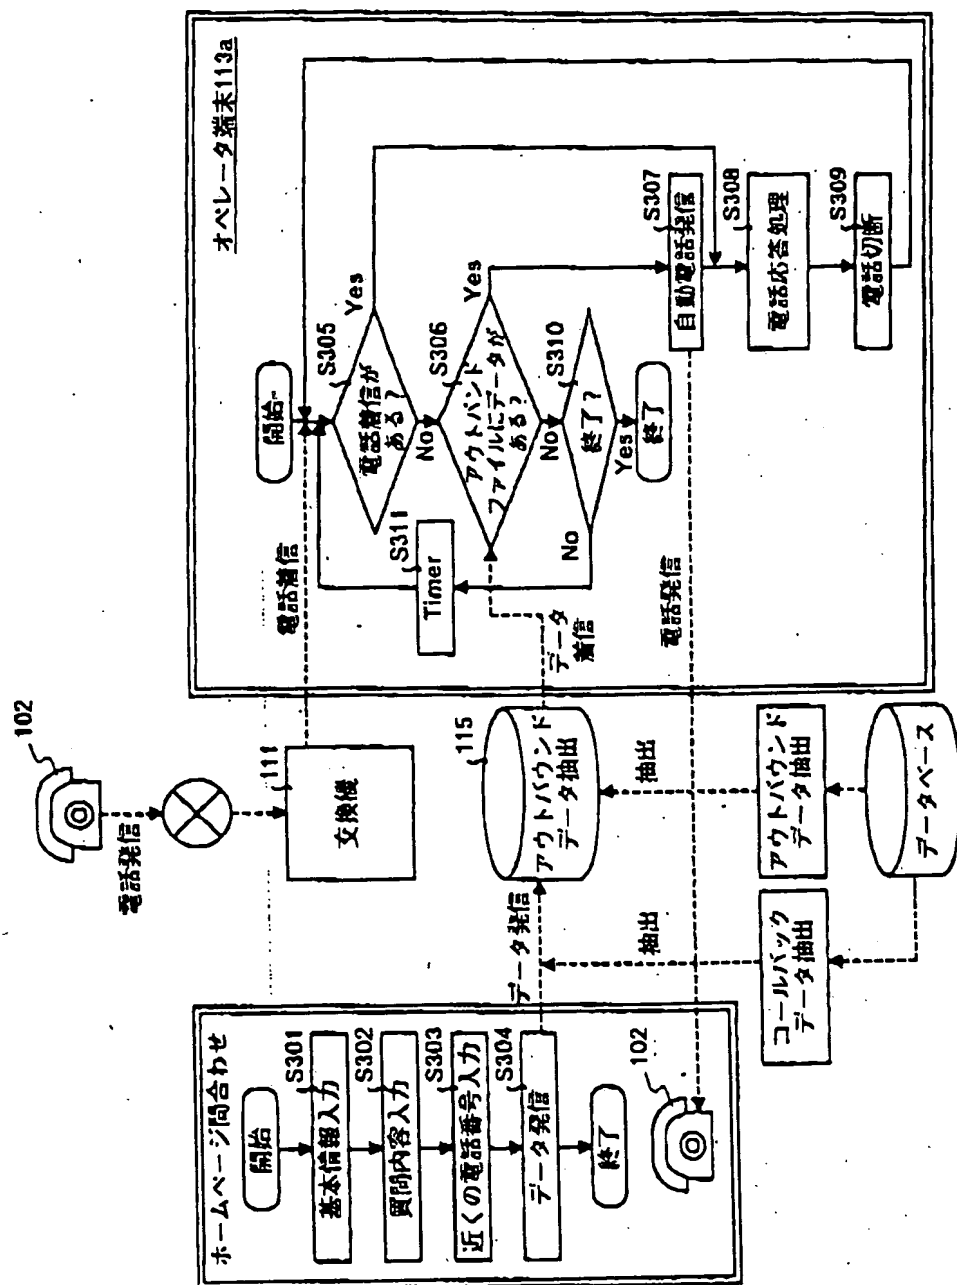 ホームページ問合わせ
開始
S301
基本情報入力
S302
質問内容入力
S303
近くの電話番号入力
S304
データ発信
終了
102
102
電話発信
111
交換機
電話着信
データ発信
115
アウトバウンド
データ抽出
データ
着信
抽出
抽出
コールバック
データ抽出
アウトバウンド
データ抽出
データベース
オペレータ端末113a
開始
S305
電話着信が
ある?
Yes
No
S306
アウトバンド
ファイルにデータが
ある?
Yes
No
S310
終了?
No
Yes
終了
S311
Timer
S307
自動電話発信
S308
電話応答処理
S309
電話切断
電話発信